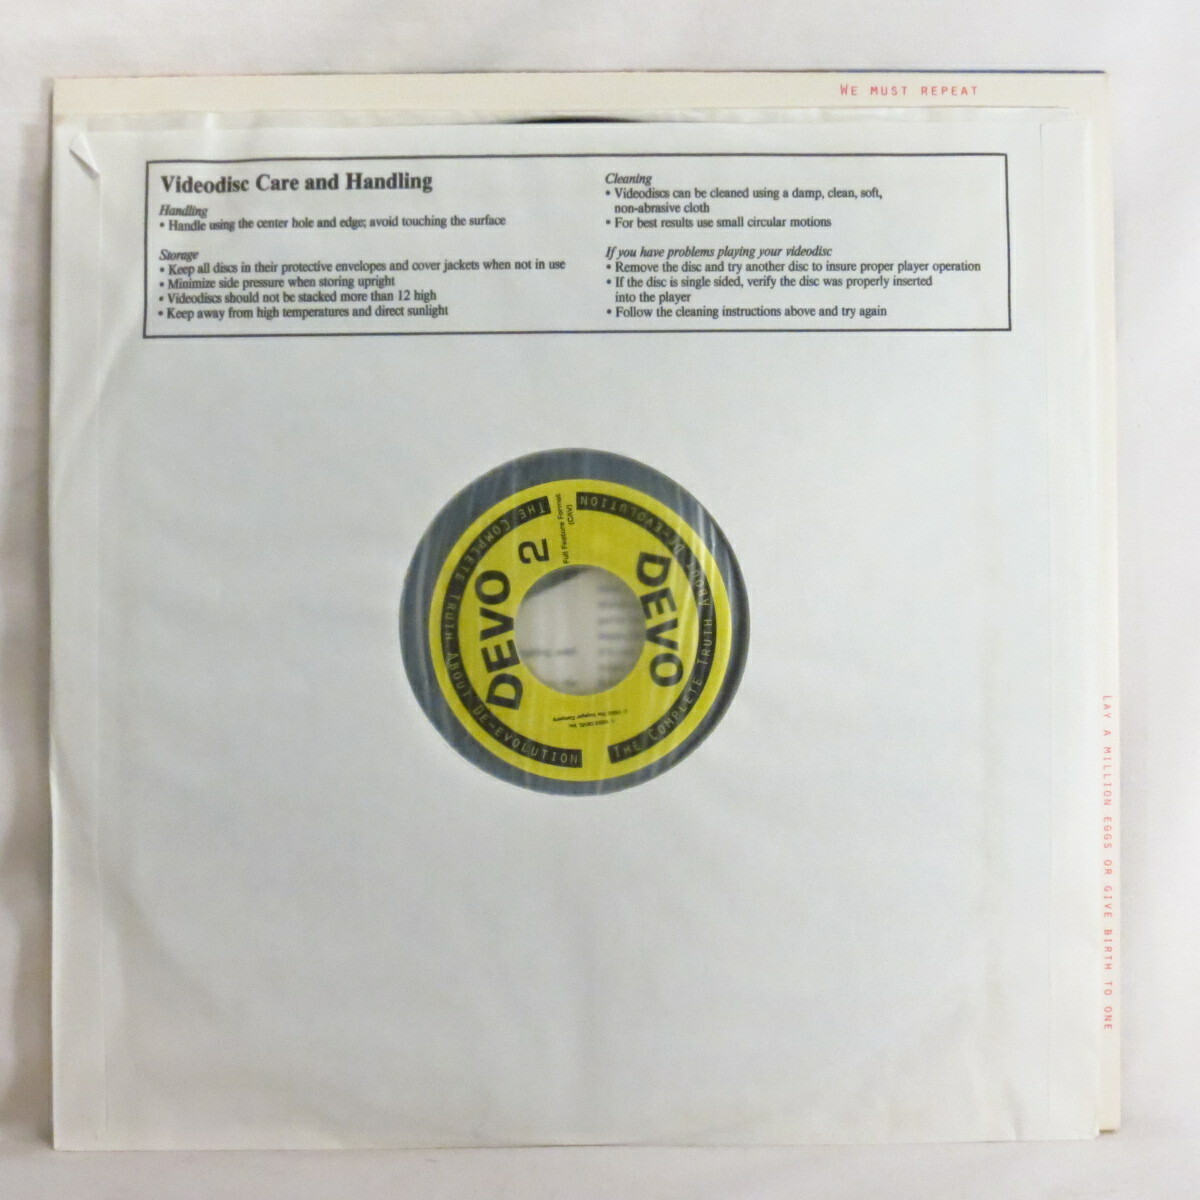 WE MUST REPEAT
Videodisc Care and Handling
Handling
• Handle using the center hole and edge; avoid touching the surface
Storage
• Keep all discs in their protective envelopes and cover jackets when not in use
• Minimize side pressure when storing upright
• Videodiscs should not be stacked more than 12 high
• Keep away from high temperatures and direct sunlight
Cleaning
• Videodiscs can be cleaned using a damp, clean, soft,
non-abrasive cloth
• For best results use small circular motions
If you have problems playing your videodisc
• Remove the disc and try another disc to insure proper player operation
• If the disc is single sided, verify the disc was properly inserted
into the player
• Follow the cleaning instructions above and try again
THE COMPLETE TRUTH ABOUT DE-EVOLUTION
DEVO
2
Full Feature Format
(CAV)
DEVO
THE COMPLETE TRUTH ABOUT DE-EVOLUTION
LAY A MILLION EGGS OR GIVE BIRTH TO ONE